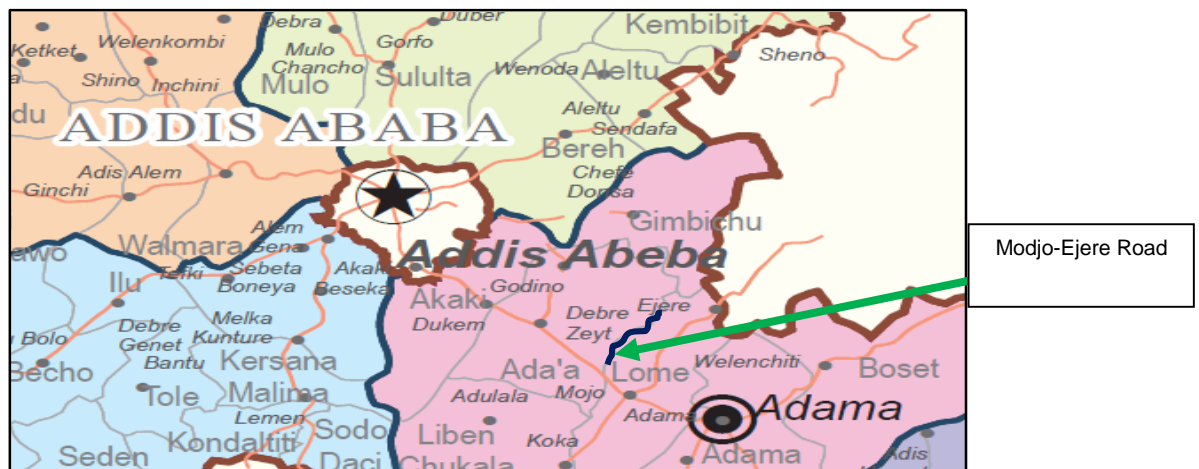 Debra
Duber
Kembibit
Ketket
Welenkombi
Gorfo
Mulo
Chancho
Sheno
Shino
Inchini
Mulo
Sululta
Wenoda
Aleltu
du
ADDIS ABABA
Aleltu
Sendafa
Bereh
Adis Alem
Chefe
Donsa
Ginchi
Gimbichu
Alem
Gena
awo
Walmara
Addis Abeba
Modjo-Ejere Road
Tefki
Sebeta
Boneya
Akaki
Beseka
Ilu
Godino
Akaki
Dukem
Debre
Zeyt
Ejere
Bolo
Debre
Genet
Bantu
Melka
Kunture
Kersana
Malima
Becho
Welenchiti
Boset
Ada'a
Lome
Tole
Adulala
Mojo
Adama
Adama
Lemen
Kondaltiti
Sodo
Daci
Liben
Chukala
Koka
Seden
Adama
Adis